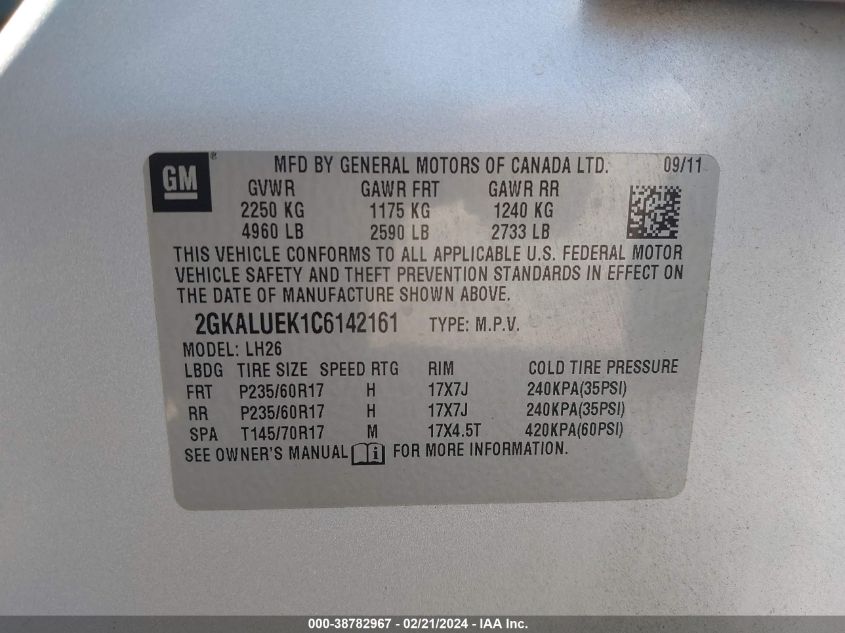 GM ® MFD BY GENERAL MOTORS OF CANADA LTD. 09/11
GVWR GAWR FRT GAWR RR
2250 KG 1175 KG 1240 KG
4960 LB 2590 LB 2733 LB
THIS VEHICLE CONFORMS TO ALL APPLICABLE U.S. FEDERAL MOTOR
VEHICLE SAFETY AND THEFT PREVENTION STANDARDS IN EFFECT ON
THE DATE OF MANUFACTURE SHOWN ABOVE.
2GKALUEK1C6142161 TYPE: M.P.V.
MODEL: LH26
LBDG TIRE SIZE SPEED RTG RIM COLD TIRE PRESSURE
FRT P235/60R17 H 17X7J 240KPA(35PSI)
RR P235/60R17 H 17X7J 240KPA(35PSI)
SPA T145/70R17 M 17X4.5T 420KPA(60PSI)
SEE OWNER'S MANUAL FOR MORE INFORMATION.
000-38782967 - 02/21/2024 - IAAI Inc.